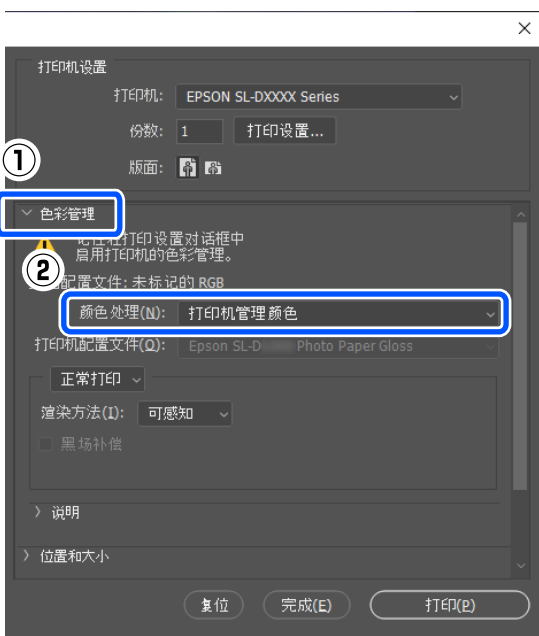 打印机设置
打印机: EPSON SL-DXXXX Series
份数: 1 打印设置...
版面:
①
色彩管理
记住在打印设置对话框中
启用打印机的色彩管理。
②
配置文件: 未标记的 RGB
颜色处理(N): 打印机管理颜色
打印机配置文件(O): Epson SL-D Photo Paper Gloss
正常打印
渲染方法(I): 可感知
黑场补偿
说明
位置和大小
复位 完成(E) 打印(P)